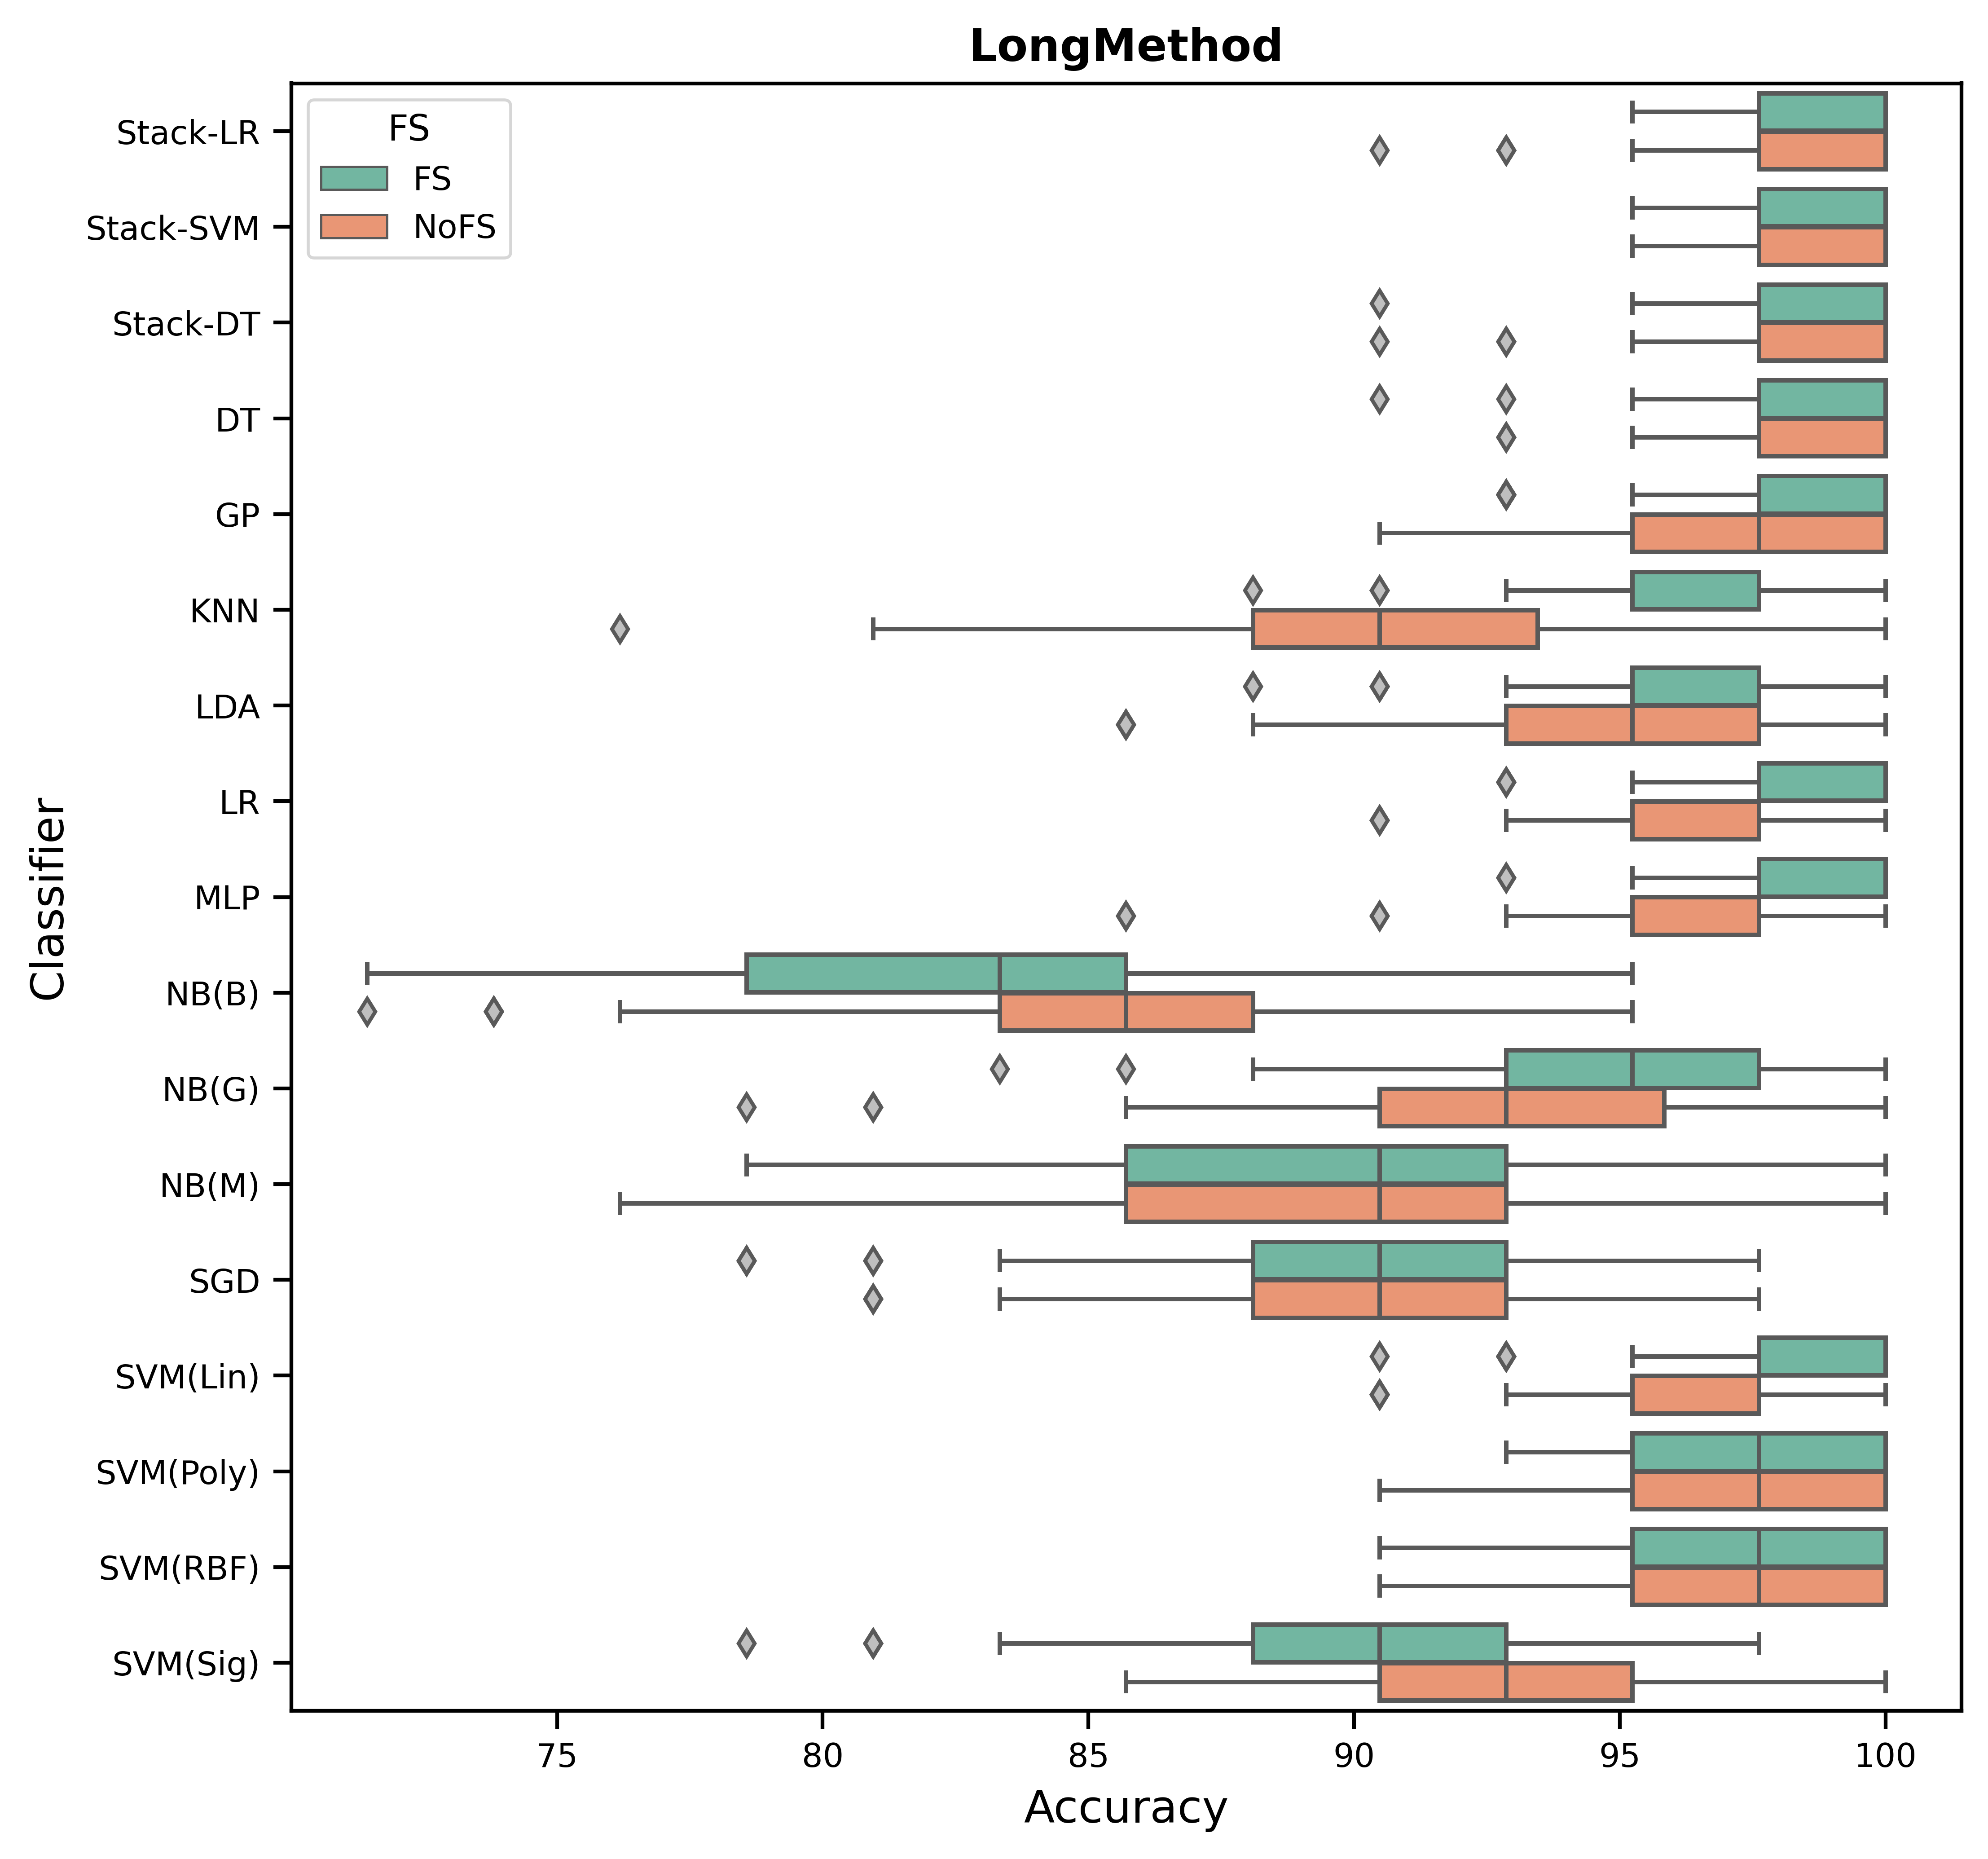 LongMethod
FS
FS
NoFS
Stack-LR
Stack-SVM
Stack-DT
DT
GP
KNN
LDA
LR
MLP
NB(B)
NB(G)
NB(M)
SGD
SVM(Lin)
SVM(Poly)
SVM(RBF)
SVM(Sig)
Classifier
75 80 85 90 95 100
Accuracy